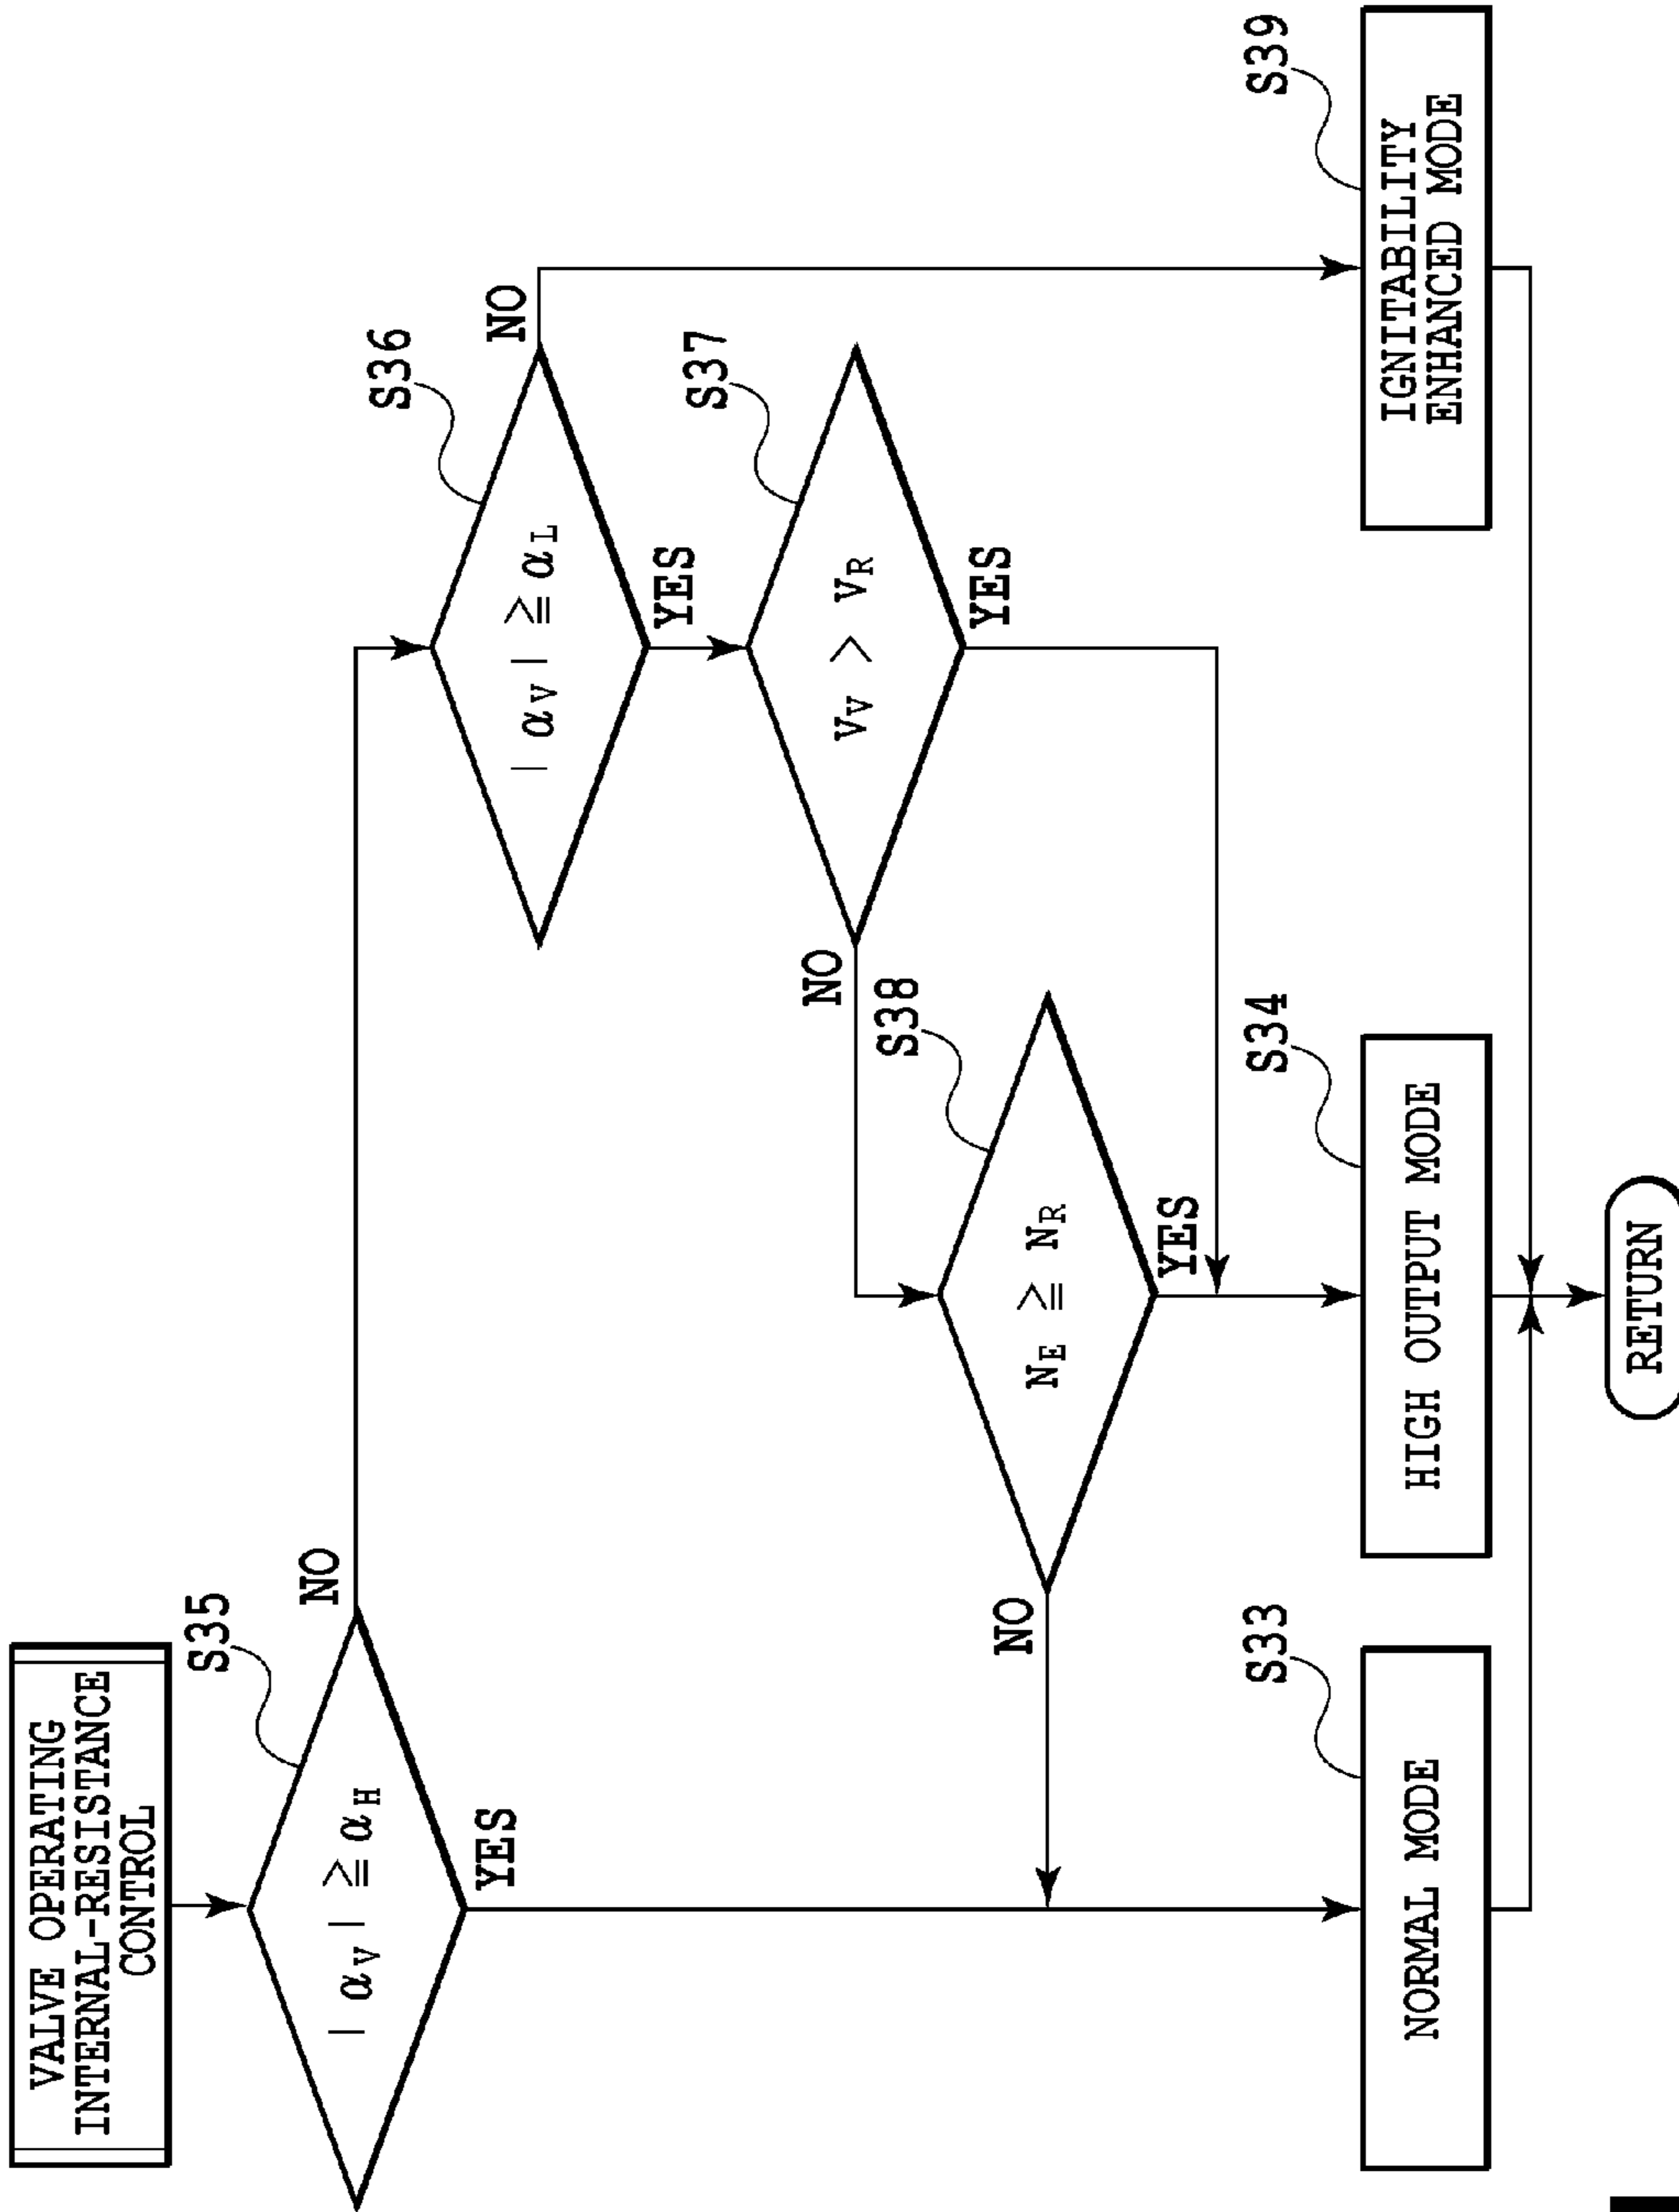 VALVE OPERATING
INTERNAL-RESISTANCE
CONTROL
S35
| αV | ≧ αH
NO
YES
S36
| αV | ≧ αL
NO
YES
S37
VV > VR
NO
YES
S38
NE ≧ NR
NO
YES
S33
NORMAL MODE
S34
HIGH OUTPUT MODE
S39
IGNITABILITY
ENHANCED MODE
RETURN